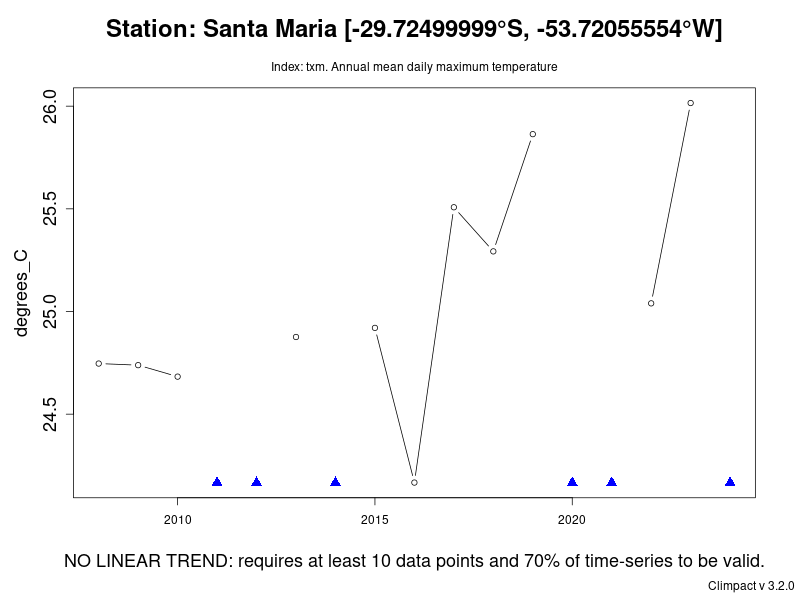 Station: Santa Maria [-29.72499999°S, -53.72055554°W]
Index: txm. Annual mean daily maximum temperature
degrees_C
26.0
25.5
25.0
24.5
2010 2015 2020
NO LINEAR TREND: requires at least 10 data points and 70% of time-series to be valid.
Climpact v 3.2.0